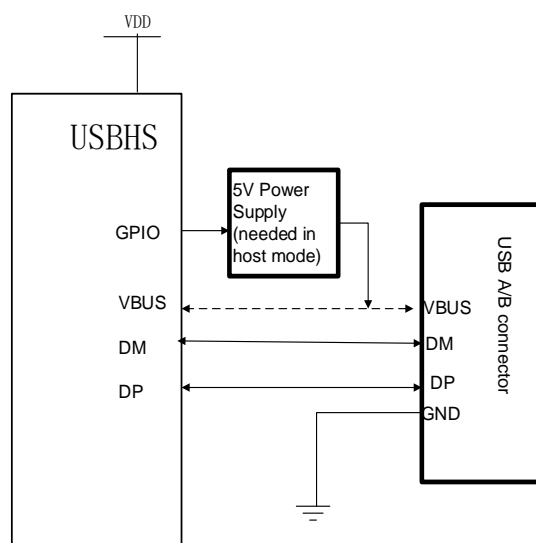 VDD
USBHS
5V Power
Supply
(needed in
host mode)
GPIO
VBUS
DM
DP
VBUS
DM
DP
GND
USB A/B connector